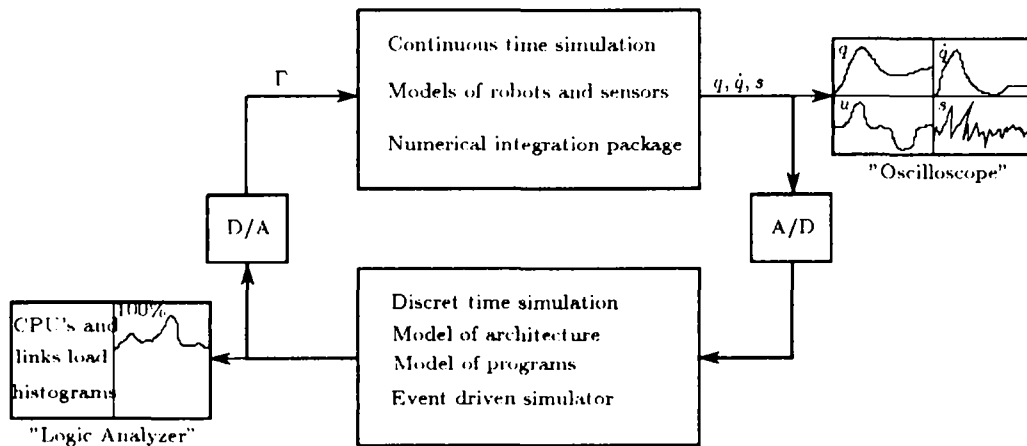 Continuous time simulation
Models of robots and sensors
Numerical integration package
Γ
q, q̇, s
q
q̇
u
s
"Oscilloscope"
D/A
A/D
Discret time simulation
Model of architecture
Model of programs
Event driven simulator
100%
CPU's and
links load
histograms
"Logic Analyzer"